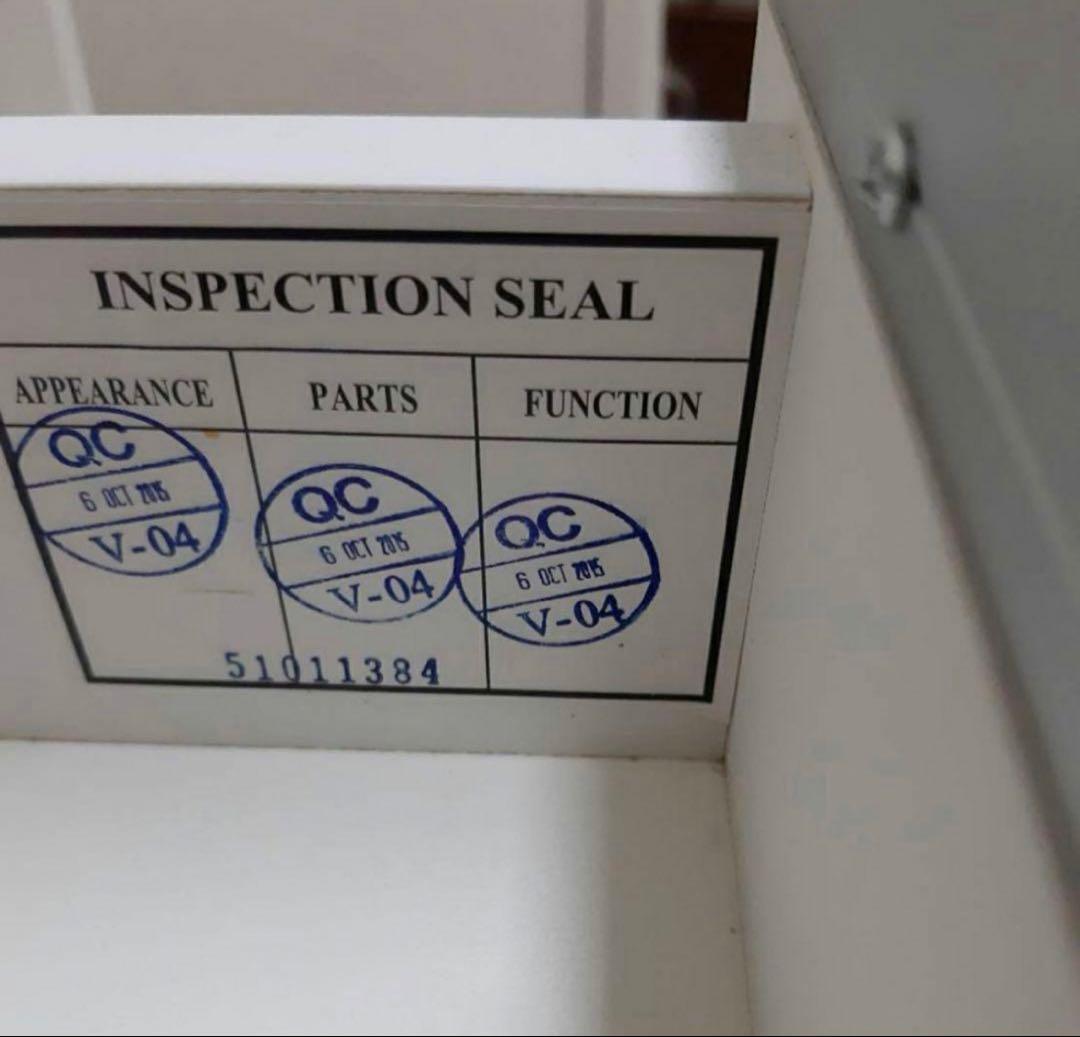 INSPECTION SEAL
APPEARANCE PARTS FUNCTION
QC
6 OCT 2015
V-04
QC
6 OCT 2015
V-04
QC
6 OCT 2015
V-04
51011384